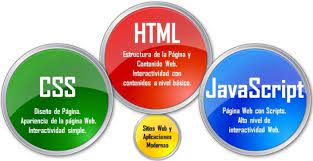 HTML
Estructura de la Página y
Contenido Web.
Interactividad con
contenidos a nivel básico.
CSS
Diseño de Página.
Apariencia de la página Web.
Interactividad simple.
JavaScript
Página Web con Scripts.
Alto nivel de
interactividad Web.
Sitios Web y
Aplicaciones
Modernas